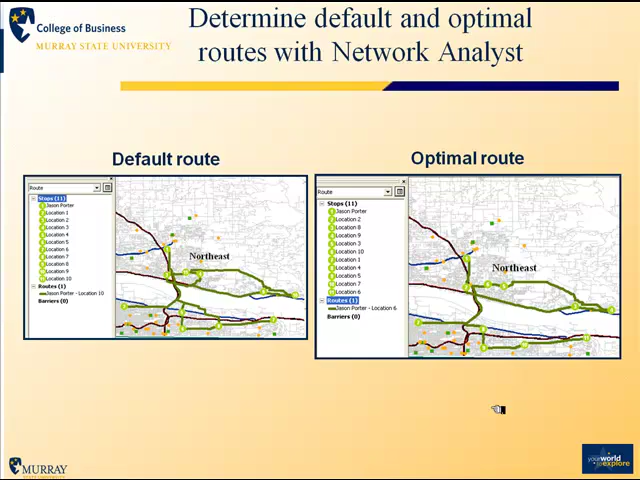 College of Business
MURRAY STATE UNIVERSITY
Determine default and optimal
routes with Network Analyst
Default route
Optimal route
Route
Stops (11)
Jason Porter
Location 1
Location 2
Location 3
Location 4
Location 5
Location 6
Location 7
Location 8
Location 9
Location 10
Routes (1)
Jason Porter - Location 10
Barriers (0)
Northeast
Route
Stops (11)
Jason Porter
Location 2
Location 8
Location 9
Location 3
Location 10
Location 1
Location 4
Location 5
Location 7
Location 6
Routes (1)
Jason Porter - Location 6
Barriers (0)
Northeast
MURRAY
STATE UNIVERSITY
your world
to explore